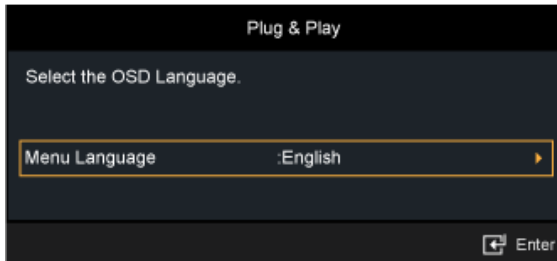 Plug & Play
Select the OSD Language.
Menu Language :English
Enter